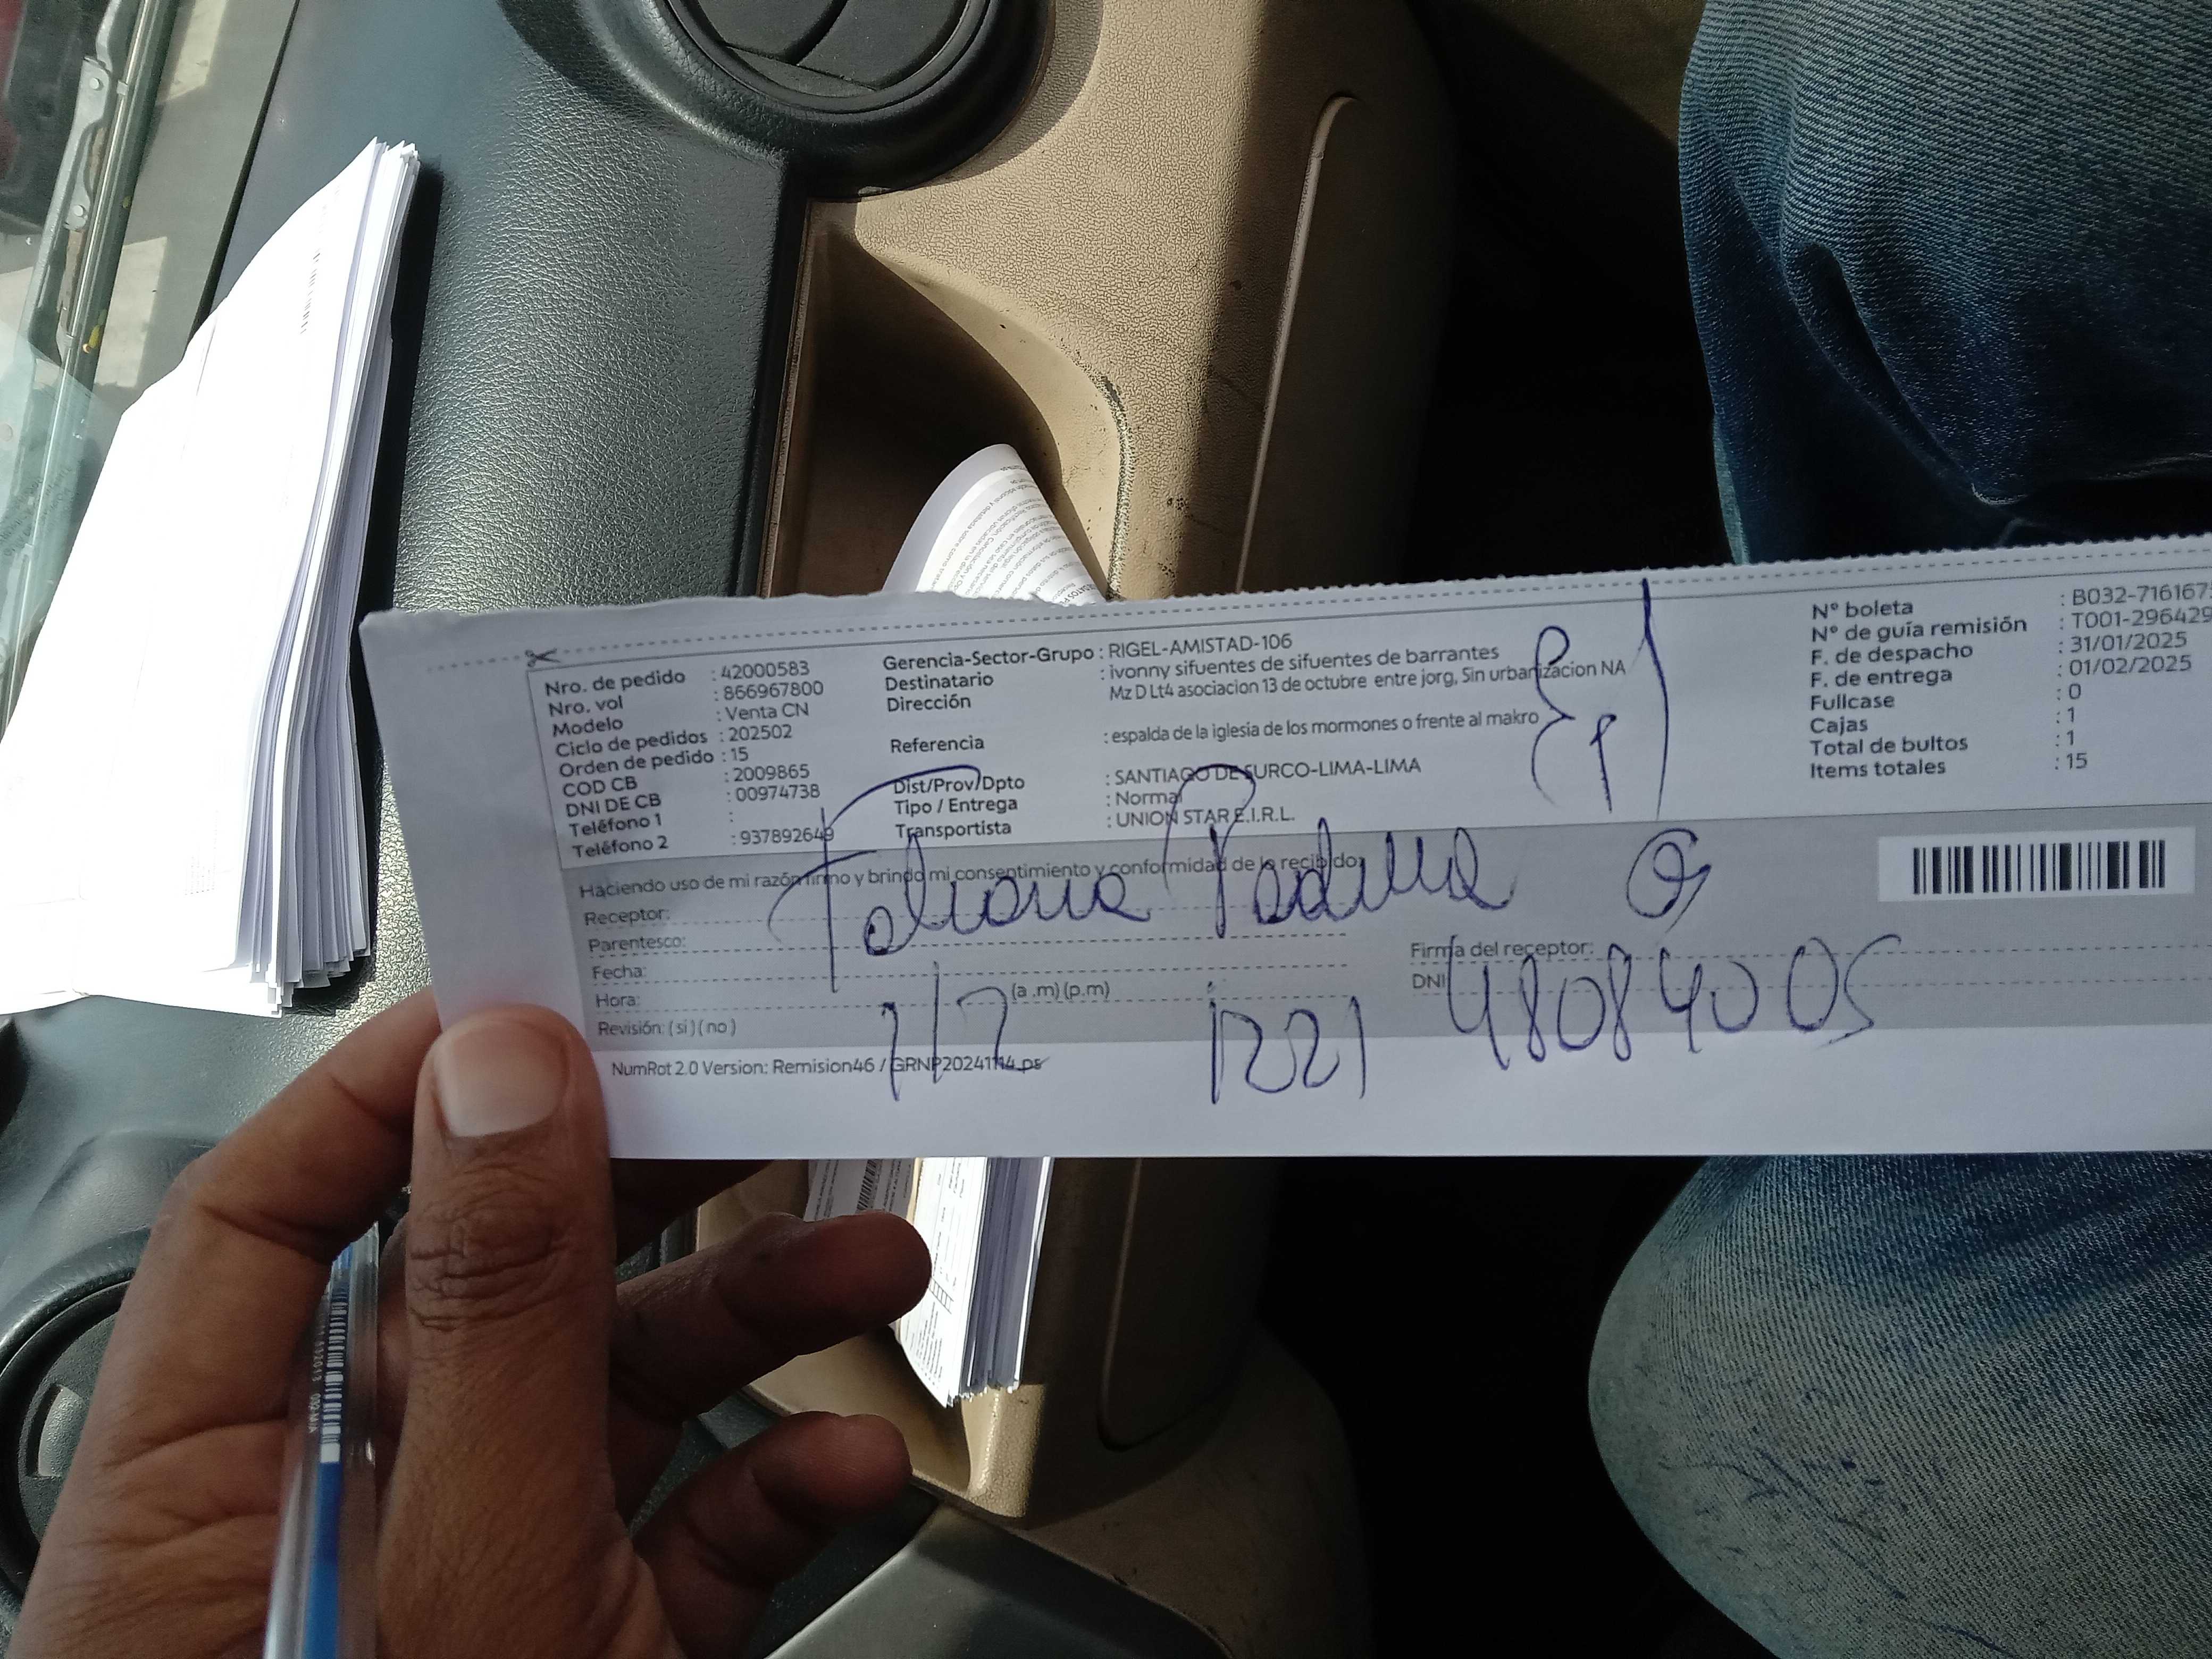 Nro. de pedido : 42000583
Nro. vol : 866967800
Modelo : Venta CN
Ciclo de pedidos : 202502
Orden de pedido : 15
COD CB : 2009865
DNI DE CB : 00974738
Teléfono 1 :
Teléfono 2 : 937892649
Gerencia-Sector-Grupo : RIGEL-AMISTAD-106
Destinatario : ivonny sifuentes de sifuentes de barrantes
Dirección Mz D Lt4 asociacion 13 de octubre entre jorg, Sin urbanizacion NA
Referencia : espalda de la iglesia de los mormones o frente al makro
Dist/Prov/Dpto : SANTIAGO DE SURCO-LIMA-LIMA
Tipo / Entrega : Normal
Transportista : UNION STAR E.I.R.L.
Nº boleta : B032-716167
Nº de guía remisión : T001-296429
F. de despacho : 31/01/2025
F. de entrega : 01/02/2025
Fullcase : 0
Cajas : 1
Total de bultos : 1
Items totales : 15
Haciendo uso de mi razón firmo y brindo mi consentimiento y conformidad de lo recibido:
Receptor: Padilla
Parentesco:
Fecha:
Hora: (a .m) (p.m)
Revisión: ( si ) ( no )
1221
Firma del receptor:
DNI 48084005
NumRot 2.0 Version: Remision46 / GRNP20241114.ps